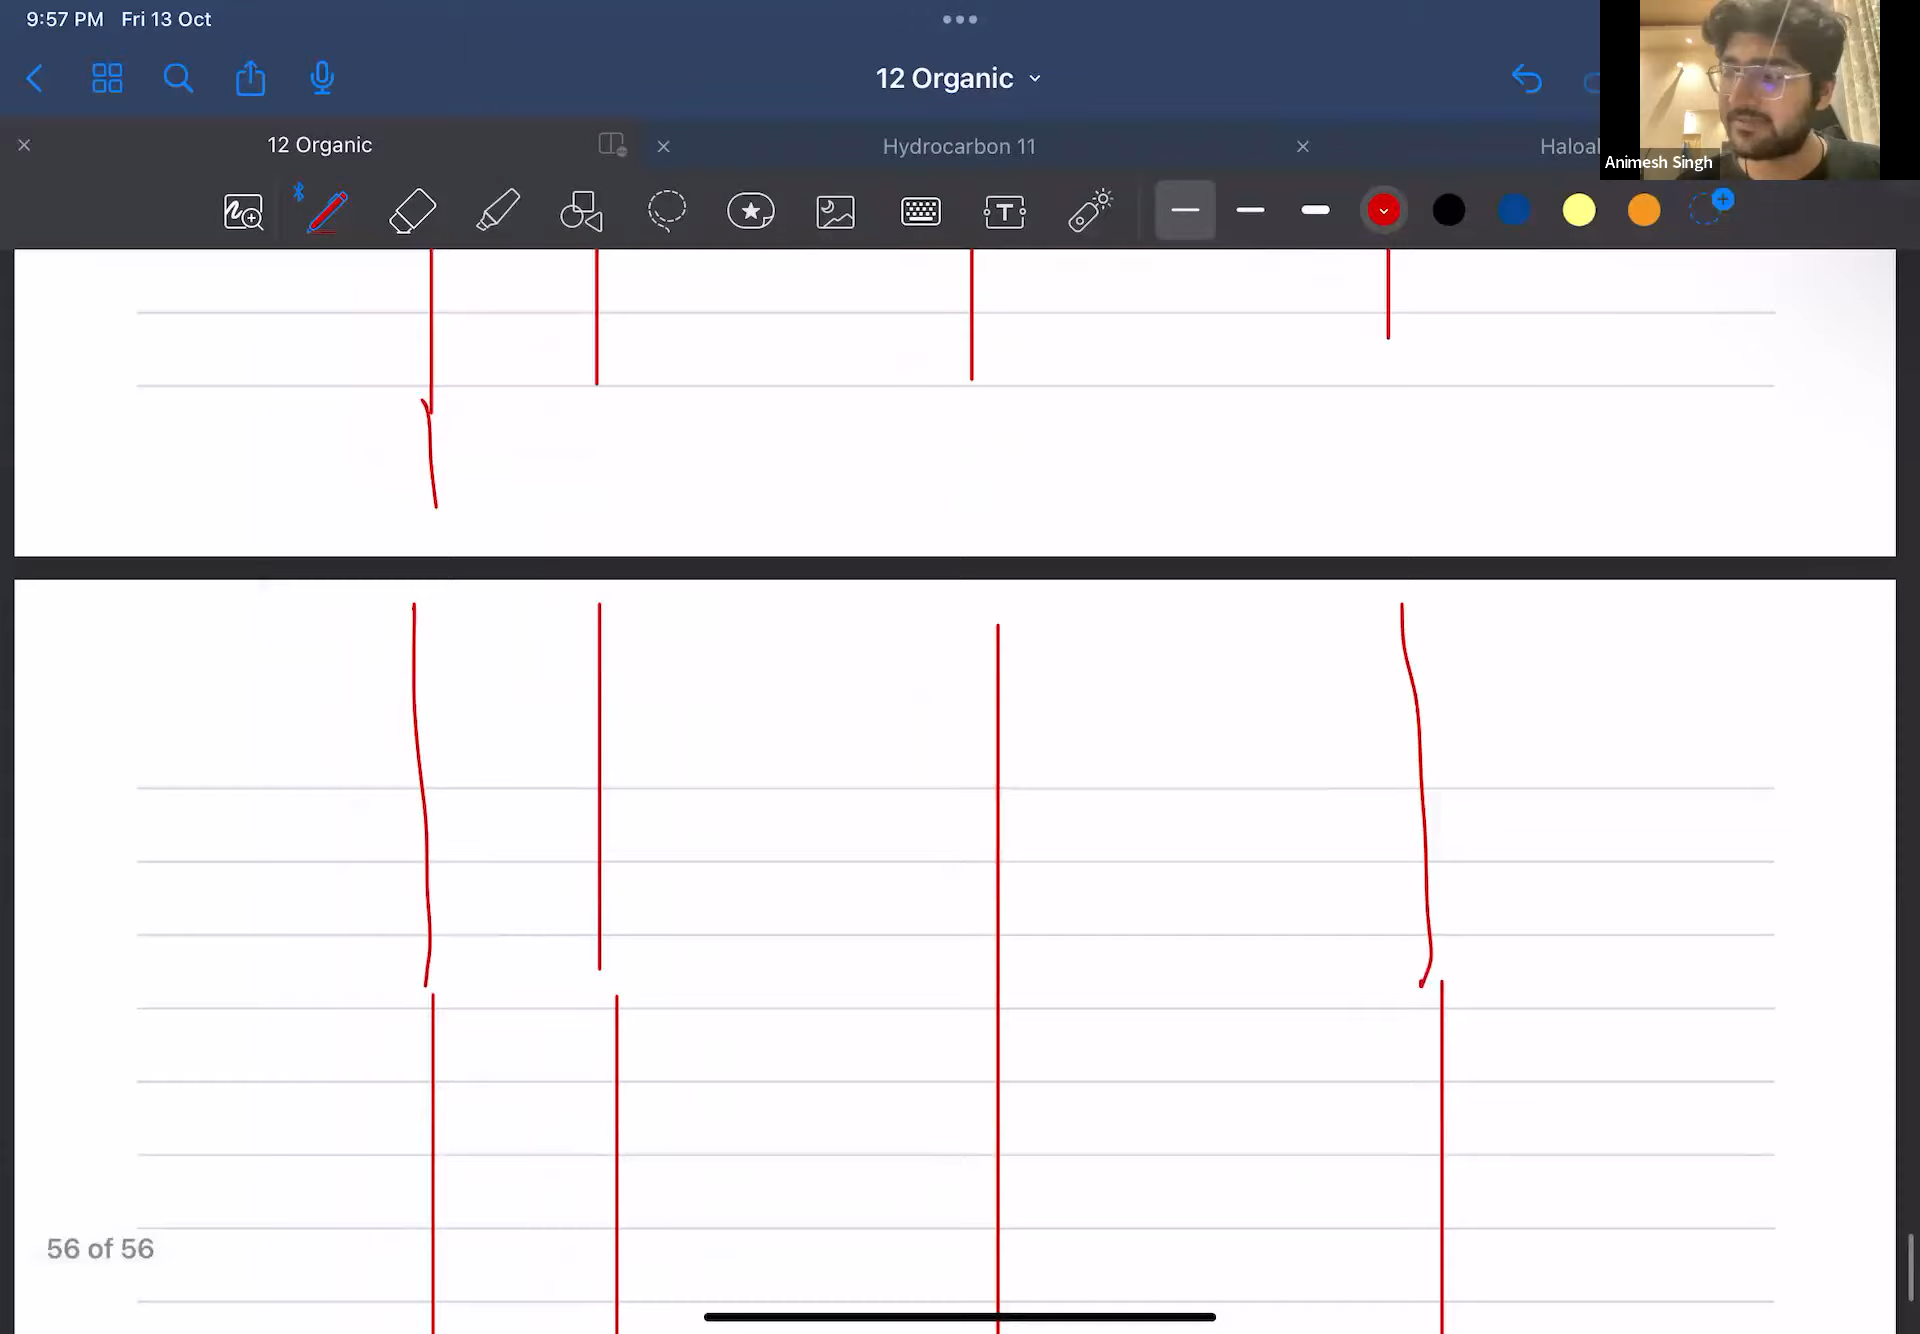 9:57 PM Fri 13 Oct
12 Organic
12 Organic
Hydrocarbon 11
Haloal
Animesh Singh
T
56 of 56